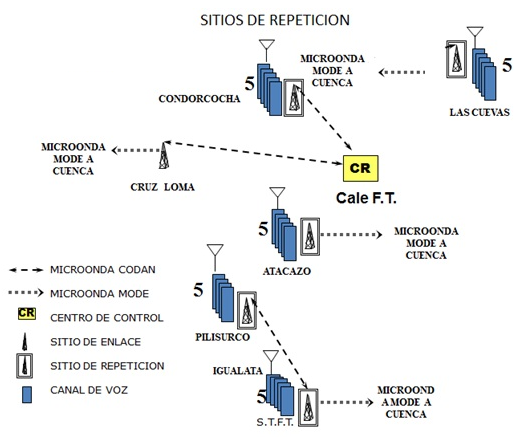 SITIOS DE REPETICION
5
CONDORCOCHA
MICROONDA
MODE A
CUENCA
5
LAS CUEVAS
MICROONDA
MODE A
CUENCA
CRUZ LOMA
CR
Cale F.T.
5
ATACAZO
MICROONDA
MODE A
CUENCA
5
PILISURCO
IGUALATA
5
S.T.F.T.
MICROOND
A MODE A
CUENCA
MICROONDA CODAN
MICROONDA MODE
CR
CENTRO DE CONTROL
SITIO DE ENLACE
SITIO DE REPETICION
CANAL DE VOZ